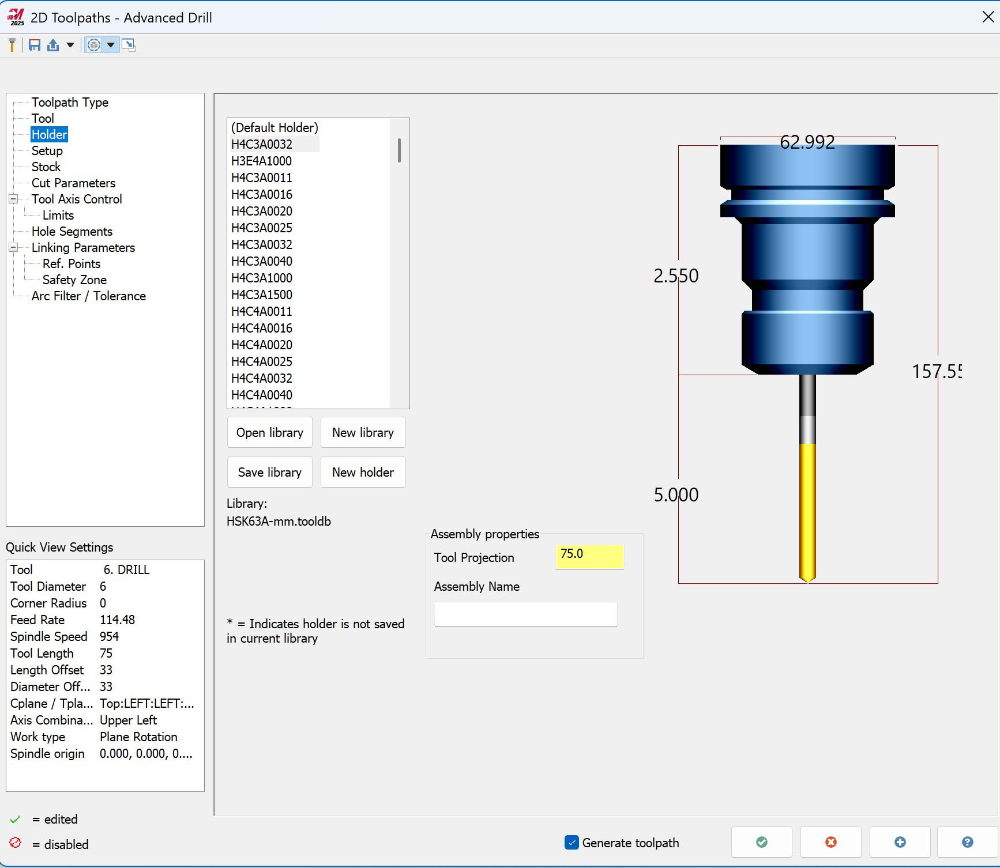 2025
2D Toolpaths - Advanced Drill
Toolpath Type
Tool
Holder
Setup
Stock
Cut Parameters
Tool Axis Control
Limits
Hole Segments
Linking Parameters
Ref. Points
Safety Zone
Arc Filter / Tolerance
Quick View Settings
Tool 6. DRILL
Tool Diameter 6
Corner Radius 0
Feed Rate 114.48
Spindle Speed 954
Tool Length 75
Length Offset 33
Diameter Off... 33
Cplane / Tpla... Top:LEFT:LEFT:...
Axis Combina... Upper Left
Work type Plane Rotation
Spindle origin 0.000, 0.000, 0....
= edited
= disabled
(Default Holder)
H4C3A0032
H3E4A1000
H4C3A0011
H4C3A0016
H4C3A0020
H4C3A0025
H4C3A0032
H4C3A0040
H4C3A1000
H4C3A1500
H4C4A0011
H4C4A0016
H4C4A0020
H4C4A0025
H4C4A0032
H4C4A0040
Open library New library
Save library New holder
Library:
HSK63A-mm.tooldb
* = Indicates holder is not saved
in current library
Assembly properties
Tool Projection 75.0
Assembly Name
62.992
2.550
157.55
5.000
Generate toolpath